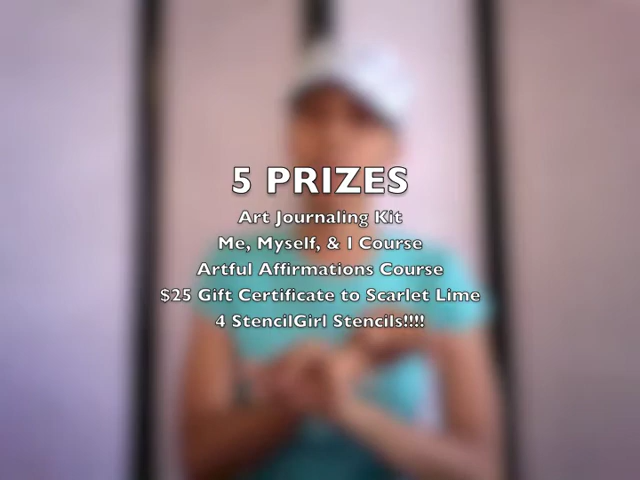 5 PRIZES
Art Journaling Kit
Me, Myself, & I Course
Artful Affirmations Course
$25 Gift Certificate to Scarlet Lime
4 StencilGirl Stencils!!!!